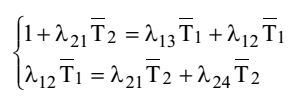 1 + λ₂₁ T̅₂ = λ₁₃ T̅₁ + λ₁₂ T̅₁
λ₁₂ T̅₁ = λ₂₁ T̅₂ + λ₂₄ T̅₂